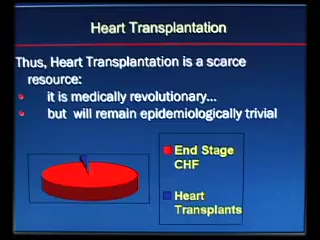 Heart Transplantation
Thus, Heart Transplantation is a scarce
resource:
• it is medically revolutionary...
• but will remain epidemiologically trivial
End Stage
CHF
Heart
Transplants